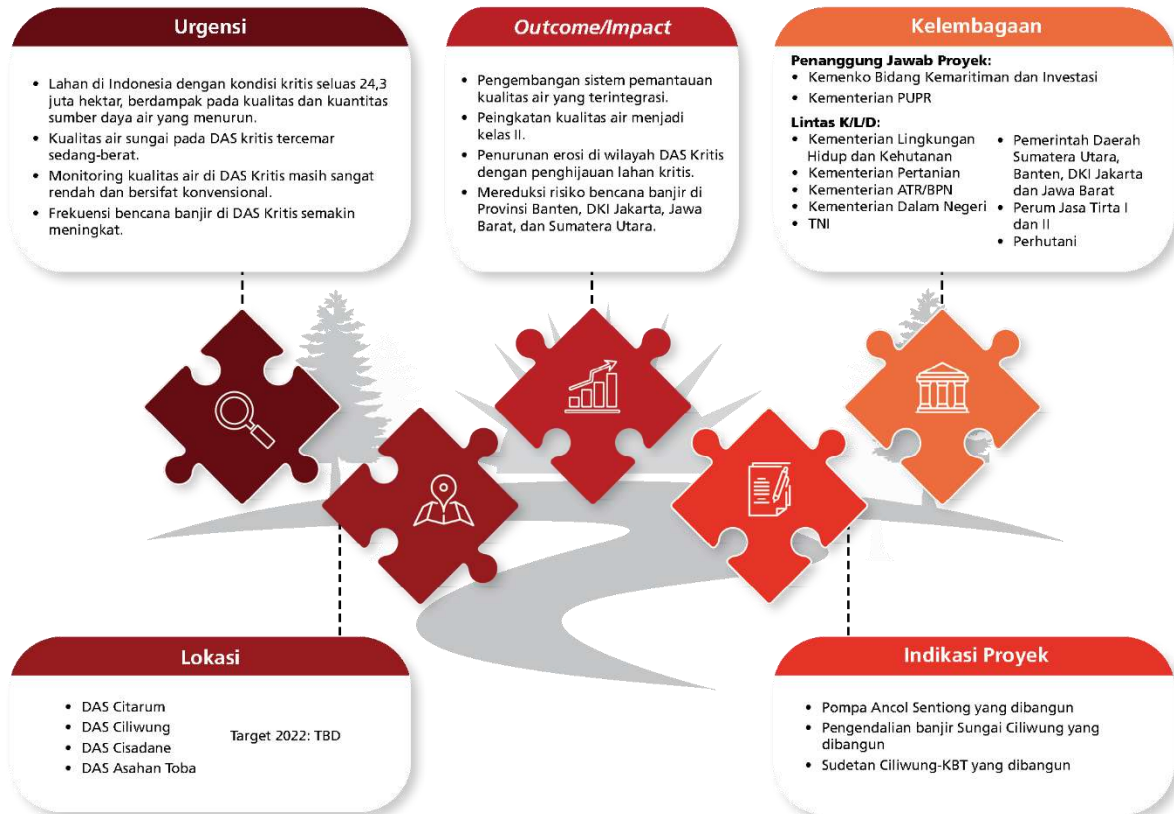 Urgensi
• Lahan di Indonesia dengan kondisi kritis seluas 24,3
juta hektar, berdampak pada kualitas dan kuantitas
sumber daya air yang menurun.
• Kualitas air sungai pada DAS kritis tercemar
sedang-berat.
• Monitoring kualitas air di DAS Kritis masih sangat
rendah dan bersifat konvensional.
• Frekuensi bencana banjir di DAS Kritis semakin
meningkat.
Outcome/Impact
• Pengembangan sistem pemantauan
kualitas air yang terintegrasi.
• Peingkatan kualitas air menjadi
kelas II.
• Penurunan erosi di wilayah DAS Kritis
dengan penghijauan lahan kritis.
• Mereduksi risiko bencana banjir di
Provinsi Banten, DKI Jakarta, Jawa
Barat, dan Sumatera Utara.
Kelembagaan
Penanggung Jawab Proyek:
• Kemenko Bidang Kemaritiman dan Investasi
• Kementerian PUPR
Lintas K/L/D:
• Kementerian Lingkungan
Hidup dan Kehutanan
• Kementerian Pertanian
• Kementerian ATR/BPN
• Kementerian Dalam Negeri
• TNI
• Pemerintah Daerah
Sumatera Utara,
Banten, DKI Jakarta
dan Jawa Barat
• Perum Jasa Tirta I
dan II
• Perhutani
Lokasi
• DAS Citarum
• DAS Ciliwung
• DAS Cisadane
• DAS Asahan Toba
Target 2022: TBD
Indikasi Proyek
• Pompa Ancol Sentiong yang dibangun
• Pengendalian banjir Sungai Ciliwung yang
dibangun
• Sudetan Ciliwung-KBT yang dibangun